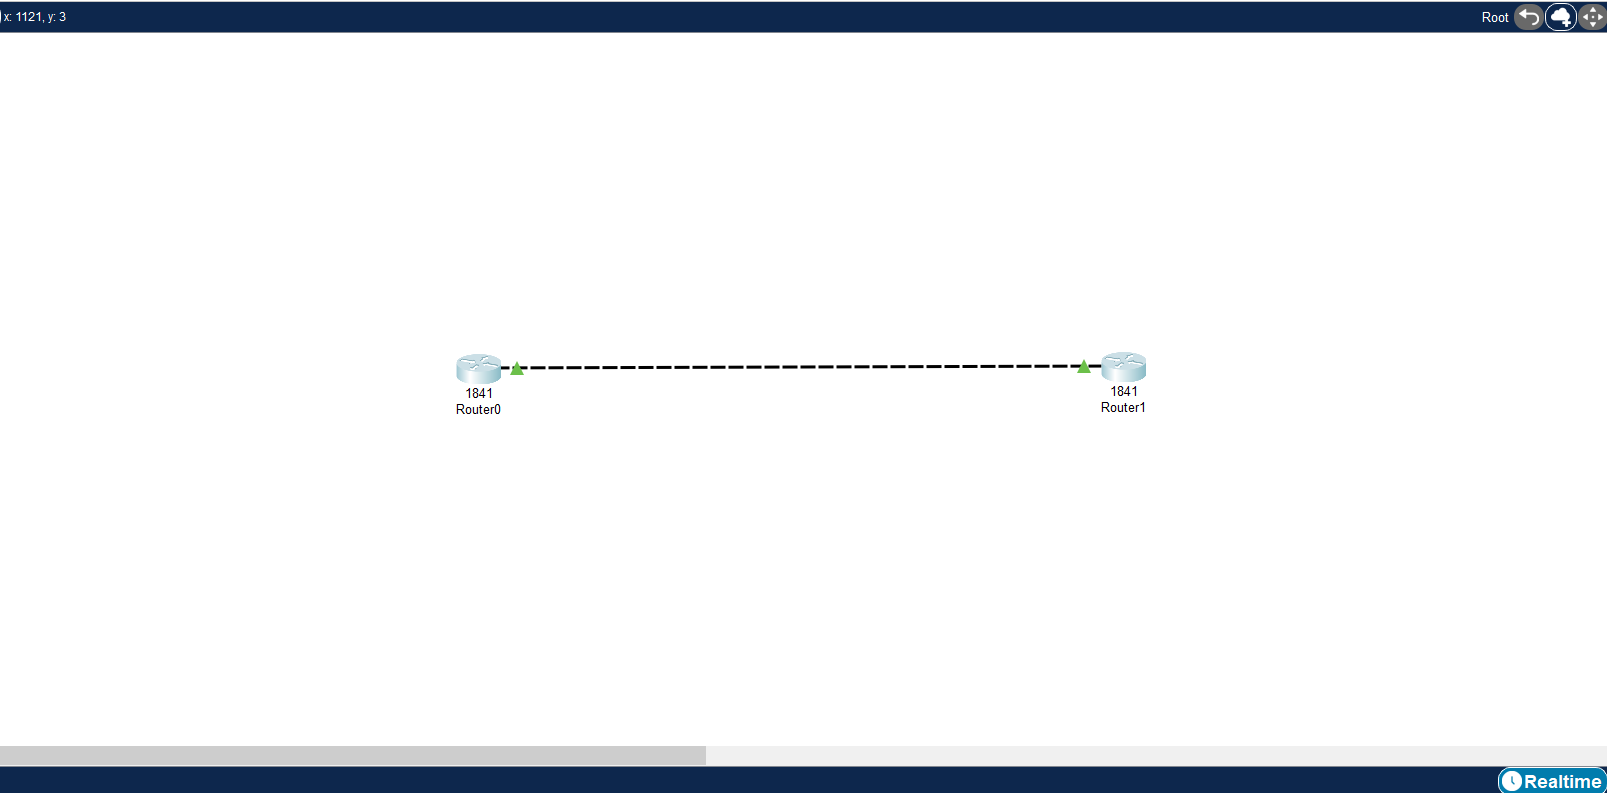 x: 1121, y: 3
Root
1841
Router0
1841
Router1
Realtime